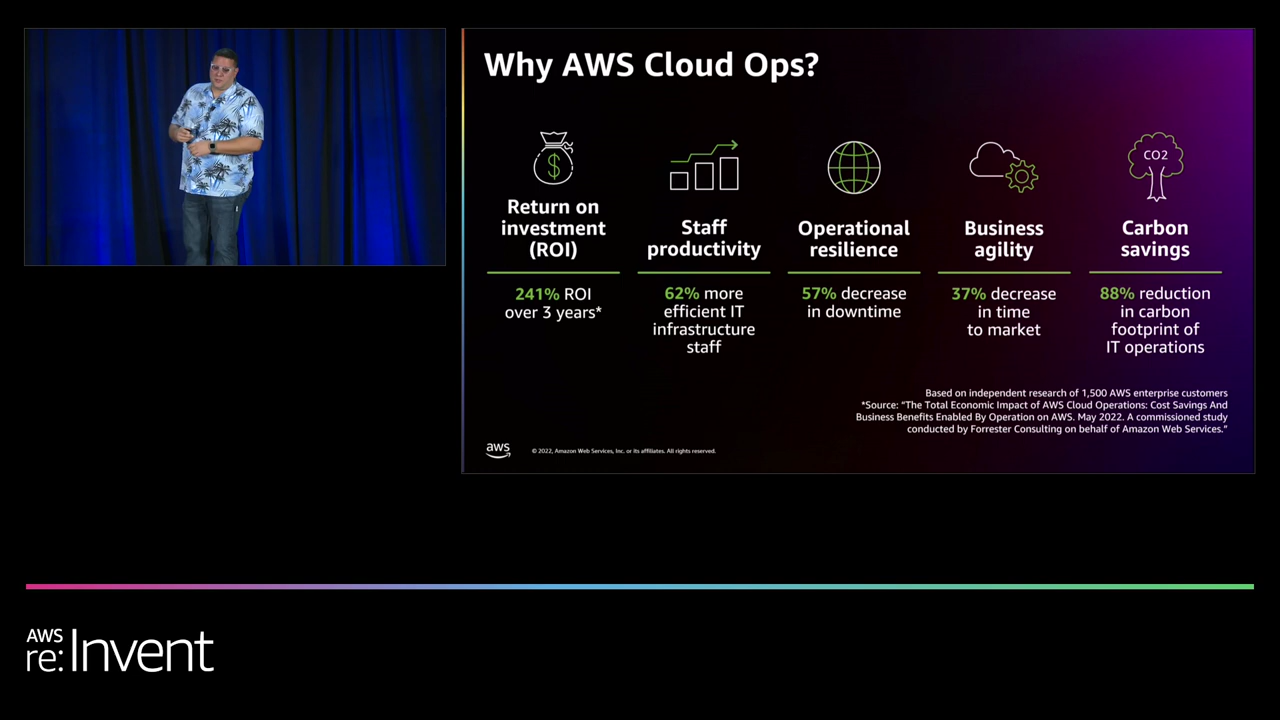 Why AWS Cloud Ops?
Return on
investment
(ROI)
241% ROI
over 3 years*
Staff
productivity
62% more
efficient IT
infrastructure
staff
Operational
resilience
57% decrease
in downtime
Business
agility
37% decrease
in time
to market
CO2
Carbon
savings
88% reduction
in carbon
footprint of
IT operations
Based on independent research of 1,500 AWS enterprise customers
*Source: “The Total Economic Impact of AWS Cloud Operations: Cost Savings And
Business Benefits Enabled By Operation on AWS. May 2022. A commissioned study
conducted by Forrester Consulting on behalf of Amazon Web Services.”
aws
© 2022, Amazon Web Services, Inc. or its affiliates. All rights reserved.
AWS
re:Invent